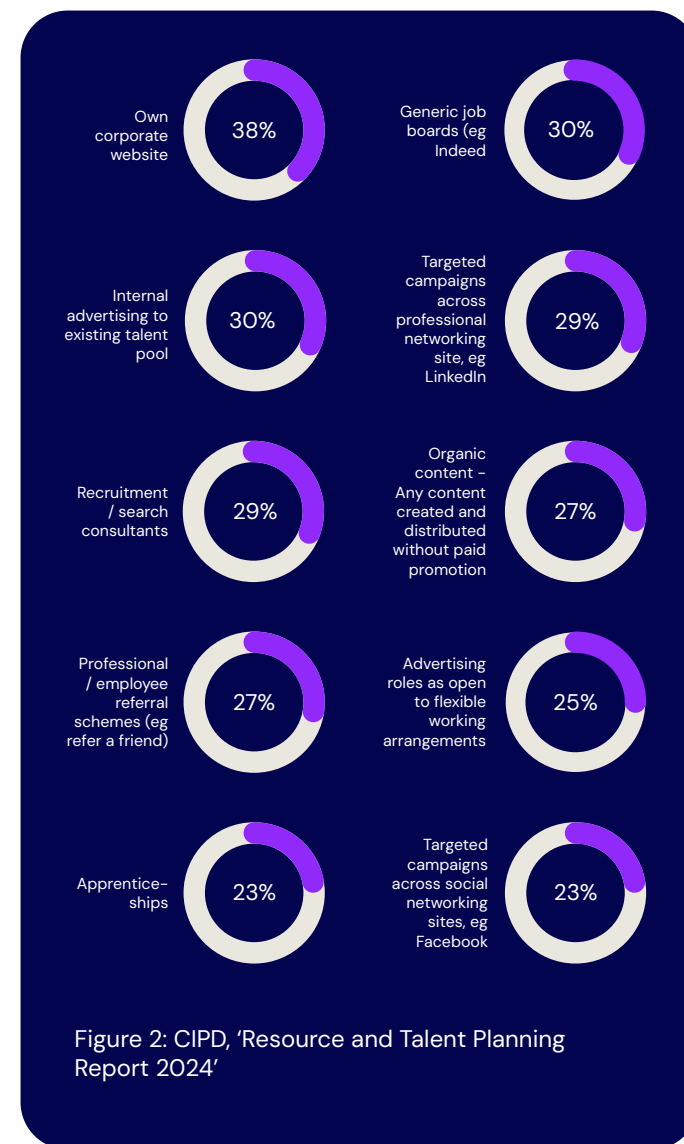 Own
corporate
website
38%
Generic job
boards (eg
Indeed
30%
Internal
advertising to
existing talent
pool
30%
Targeted
campaigns
across
professional
networking
site, eg
LinkedIn
29%
Recruitment
/ search
consultants
29%
Organic
content -
Any content
created and
distributed
without paid
promotion
27%
Professional
/ employee
referral
schemes (eg
refer a friend)
27%
Advertising
roles as open
to flexible
working
arrangements
25%
Apprentice-
ships
23%
Targeted
campaigns
across social
networking
sites, eg
Facebook
23%
Figure 2: CIPD, ‘Resource and Talent Planning
Report 2024’